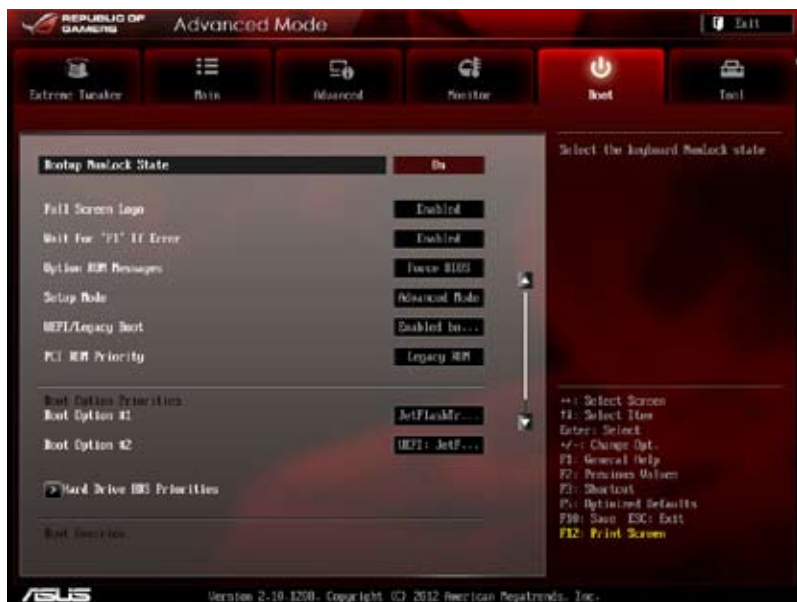 REPUBLIC OF GAMERS
Advanced Mode
Exit
Extreme Tweaker
Main
Advanced
Monitor
Boot
Tool
Bootup NumLock State
On
Select the keyboard NumLock state
Full Screen Logo
Enabled
Wait For 'F1' If Error
Enabled
Option ROM Messages
Force BIOS
Setup Mode
Advanced Mode
UEFI/Legacy Boot
Enabled bo...
PCI ROM Priority
Legacy ROM
Boot Option Priorities
Boot Option #1
JetFlashTr...
Boot Option #2
UEFI: JetF...
> Hard Drive BBS Priorities
Boot Override
→←: Select Screen
↑↓: Select Item
Enter: Select
+/-: Change Opt.
F1: General Help
F2: Previous Values
F3: Shortcut
F5: Optimized Defaults
F10: Save ESC: Exit
F12: Print Screen
ASUS
Version 2.10.1208. Copyright (C) 2012 American Megatrends, Inc.